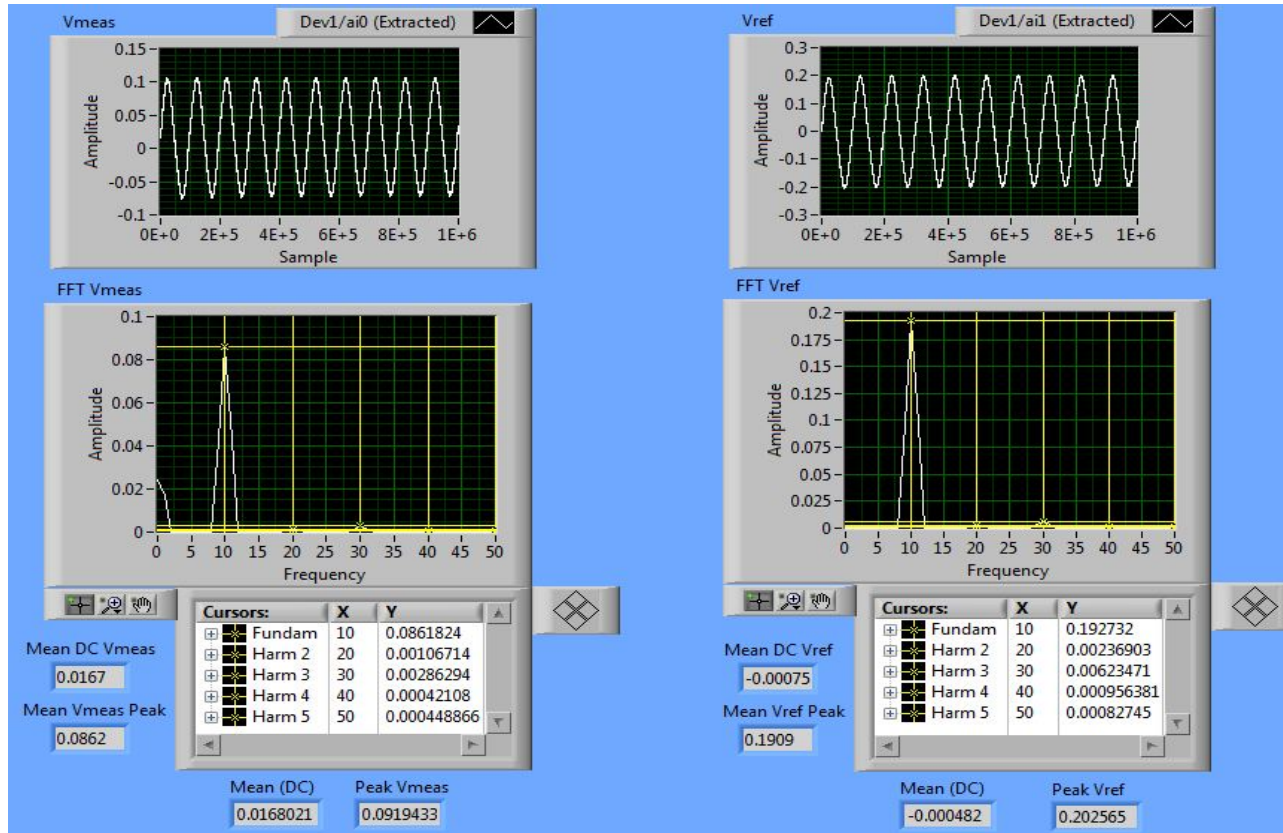 Vmeas
Dev1/ai0 (Extracted)
0.15
0.1
0.05
0
-0.05
-0.1
Amplitude
0E+0 2E+5 4E+5 6E+5 8E+5 1E+6
Sample
FFT Vmeas
0.1
0.08
0.06
0.04
0.02
0
Amplitude
0 5 10 15 20 25 30 35 40 45 50
Frequency
Cursors: X Y
Fundam 10 0.0861824
Harm 2 20 0.00106714
Harm 3 30 0.00286294
Harm 4 40 0.00042108
Harm 5 50 0.000448866
Mean DC Vmeas
0.0167
Mean Vmeas Peak
0.0862
Mean (DC) Peak Vmeas
0.0168021 0.0919433
Vref
Dev1/ai1 (Extracted)
0.3
0.2
0.1
0
-0.1
-0.2
-0.3
Amplitude
0E+0 2E+5 4E+5 6E+5 8E+5 1E+6
Sample
FFT Vref
0.2
0.175
0.15
0.125
0.1
0.075
0.05
0.025
0
Amplitude
0 5 10 15 20 25 30 35 40 45 50
Frequency
Cursors: X Y
Fundam 10 0.192732
Harm 2 20 0.00236903
Harm 3 30 0.00623471
Harm 4 40 0.000956381
Harm 5 50 0.00082745
Mean DC Vref
-0.00075
Mean Vref Peak
0.1909
Mean (DC) Peak Vref
-0.000482 0.202565